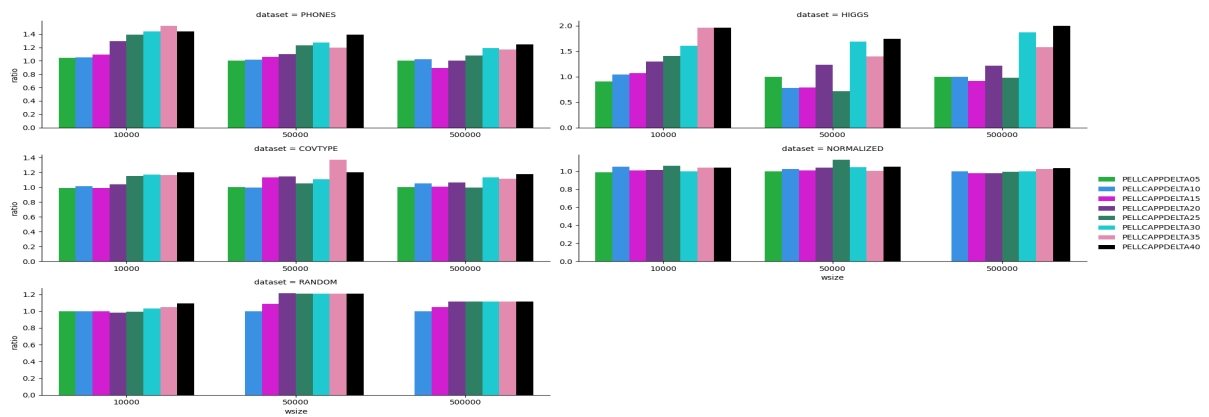 dataset = PHONES
1.4
1.2
1.0
0.8
0.6
0.4
0.2
0.0
ratio
10000
50000
500000
dataset = HIGGS
2.0
1.5
1.0
0.5
0.0
10000
50000
500000
dataset = COVTYPE
1.4
1.2
1.0
0.8
0.6
0.4
0.2
0.0
ratio
10000
50000
500000
dataset = NORMALIZED
1.0
0.8
0.6
0.4
0.2
0.0
10000
50000
500000
wsize
dataset = RANDOM
1.2
1.0
0.8
0.6
0.4
0.2
0.0
ratio
10000
50000
500000
wsize
PELLCAPPDELTA05
PELLCAPPDELTA10
PELLCAPPDELTA15
PELLCAPPDELTA20
PELLCAPPDELTA25
PELLCAPPDELTA30
PELLCAPPDELTA35
PELLCAPPDELTA40